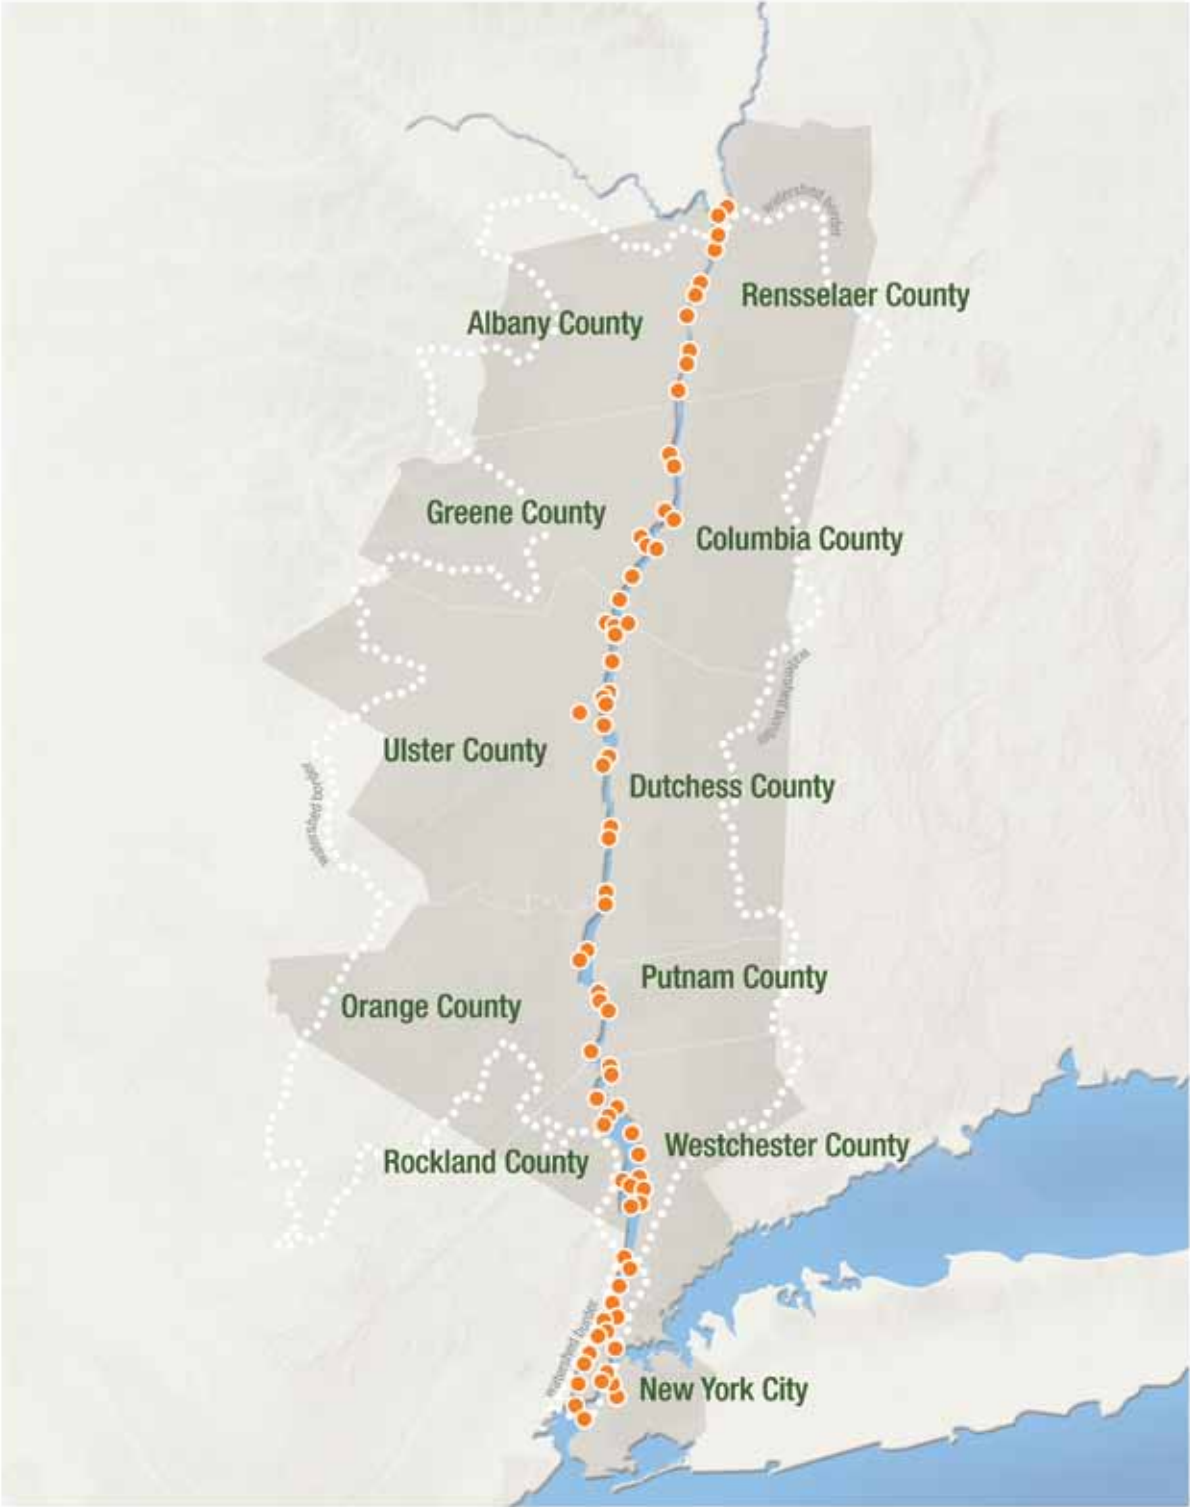 watershed border
Rensselaer County
Albany County
Greene County
Columbia County
watershed border
Ulster County
Dutchess County
watershed border
Putnam County
Orange County
Westchester County
Rockland County
watershed border
New York City